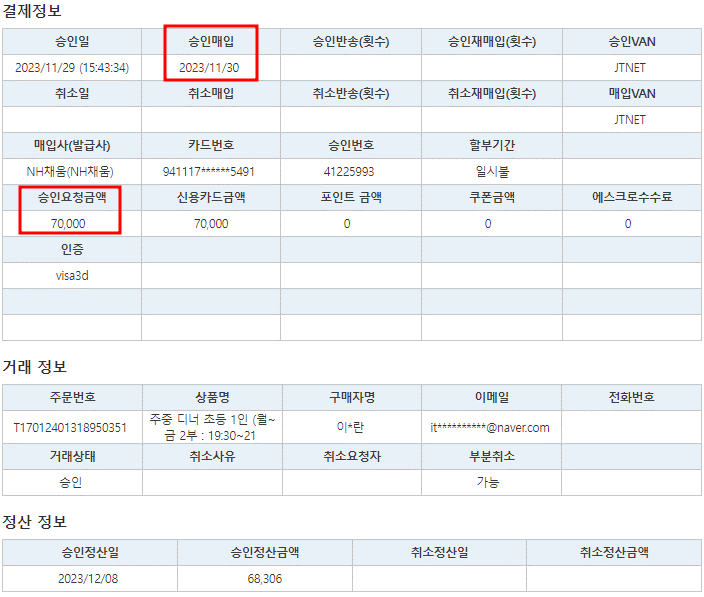 결제정보
승인일 승인매입 승인반송(횟수) 승인재매입(횟수) 승인VAN
2023/11/29 (15:43:34) 2023/11/30 JTNET
취소일 취소매입 취소반송(횟수) 취소재매입(횟수) 매입VAN
JTNET
매입사(발급사) 카드번호 승인번호 할부기간
NH채움(NH채움) 941117******5491 41225993 일시불
승인요청금액 신용카드금액 포인트 금액 쿠폰금액 에스크로수수료
70,000 70,000 0 0 0
인증
visa3d
거래 정보
주문번호 상품명 구매자명 이메일 전화번호
T17012401318950351 주중 디너 초등 1인 (월~ 이*란 it**********@naver.com
금 2부 : 19:30~21
거래상태 취소사유 취소요청자 부분취소
승인 가능
정산 정보
승인정산일 승인정산금액 취소정산일 취소정산금액
2023/12/08 68,306